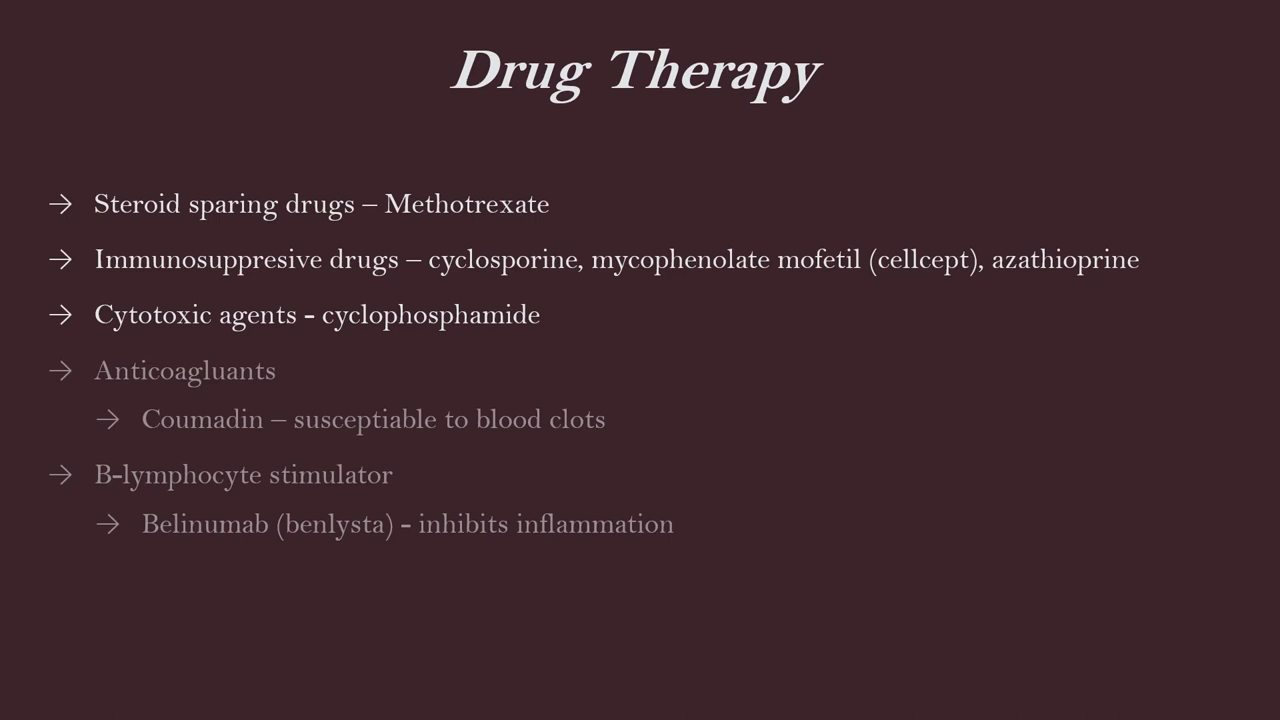 Drug Therapy
→ Steroid sparing drugs – Methotrexate
→ Immunosuppresive drugs – cyclosporine, mycophenolate mofetil (cellcept), azathioprine
→ Cytotoxic agents - cyclophosphamide
→ Anticoagluants
→ Coumadin – susceptiable to blood clots
→ B-lymphocyte stimulator
→ Belinumab (benlysta) - inhibits inflammation